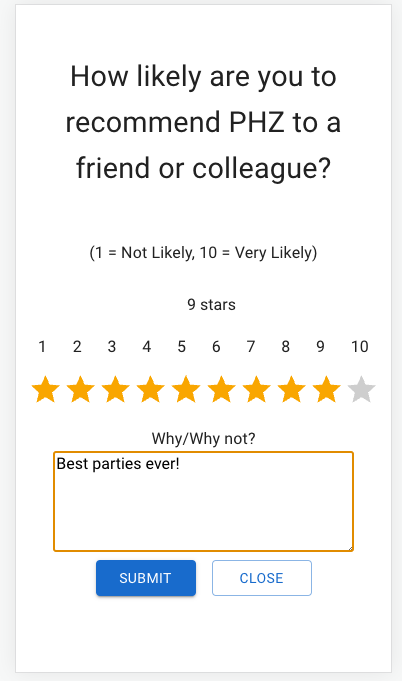 How likely are you to
recommend PHZ to a
friend or colleague?
(1 = Not Likely, 10 = Very Likely)
9 stars
1 2 3 4 5 6 7 8 9 10
Why/Why not?
Best parties ever!
SUBMIT CLOSE